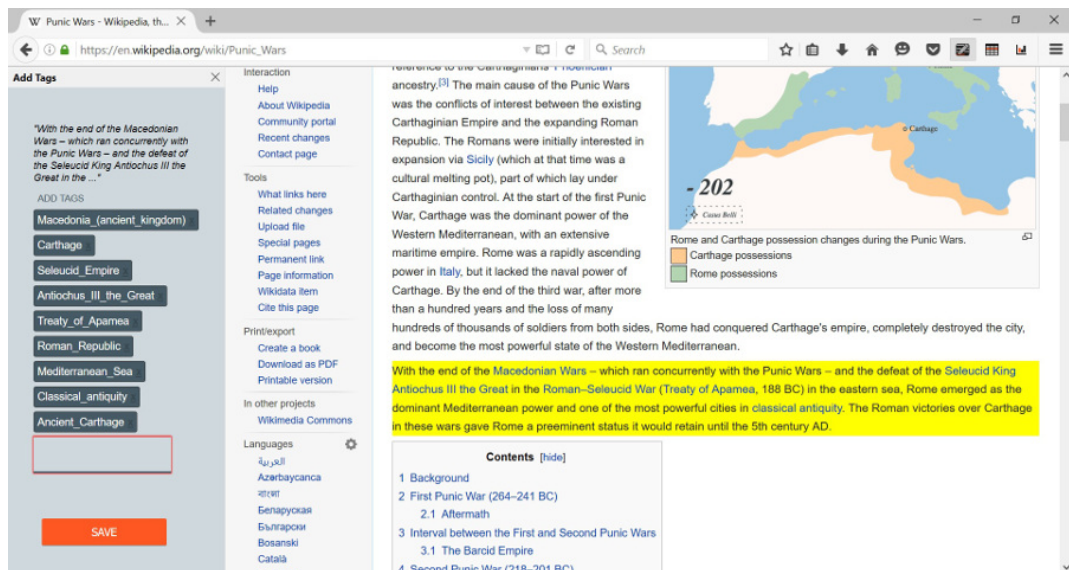 W Punic Wars - Wikipedia, th...
https://en.wikipedia.org/wiki/Punic_Wars
Search
Add Tags
"With the end of the Macedonian
Wars – which ran concurrently with
the Punic Wars – and the defeat of
the Seleucid King Antiochus III the
Great in the ..."
ADD TAGS
Macedonia_(ancient_kingdom) x
Carthage x
Seleucid_Empire x
Antiochus_III_the_Great x
Treaty_of_Apamea x
Roman_Republic x
Mediterranean_Sea x
Classical_antiquity x
Ancient_Carthage x
SAVE
Interaction
Help
About Wikipedia
Community portal
Recent changes
Contact page
Tools
What links here
Related changes
Upload file
Special pages
Permanent link
Page information
Wikidata item
Cite this page
Print/export
Create a book
Download as PDF
Printable version
In other projects
Wikimedia Commons
Languages
العربية
Azərbaycanca
বাংলা
Беларуская
Български
Bosanski
Català
reference to the Carthaginians' Phoenician
ancestry.[3] The main cause of the Punic Wars
was the conflicts of interest between the existing
Carthaginian Empire and the expanding Roman
Republic. The Romans were initially interested in
expansion via Sicily (which at that time was a
cultural melting pot), part of which lay under
Carthaginian control. At the start of the first Punic
War, Carthage was the dominant power of the
Western Mediterranean, with an extensive
maritime empire. Rome was a rapidly ascending
power in Italy, but it lacked the naval power of
Carthage. By the end of the third war, after more
than a hundred years and the loss of many
hundreds of thousands of soldiers from both sides, Rome had conquered Carthage's empire, completely destroyed the city,
and become the most powerful state of the Western Mediterranean.
With the end of the Macedonian Wars – which ran concurrently with the Punic Wars – and the defeat of the Seleucid King
Antiochus III the Great in the Roman–Seleucid War (Treaty of Apamea, 188 BC) in the eastern sea, Rome emerged as the
dominant Mediterranean power and one of the most powerful cities in classical antiquity. The Roman victories over Carthage
in these wars gave Rome a preeminent status it would retain until the 5th century AD.
Carthage
- 202
Casus Belli
Rome and Carthage possession changes during the Punic Wars.
Carthage possessions
Rome possessions
Contents [hide]
1 Background
2 First Punic War (264–241 BC)
2.1 Aftermath
3 Interval between the First and Second Punic Wars
3.1 The Barcid Empire
4 Second Punic War (218–201 BC)